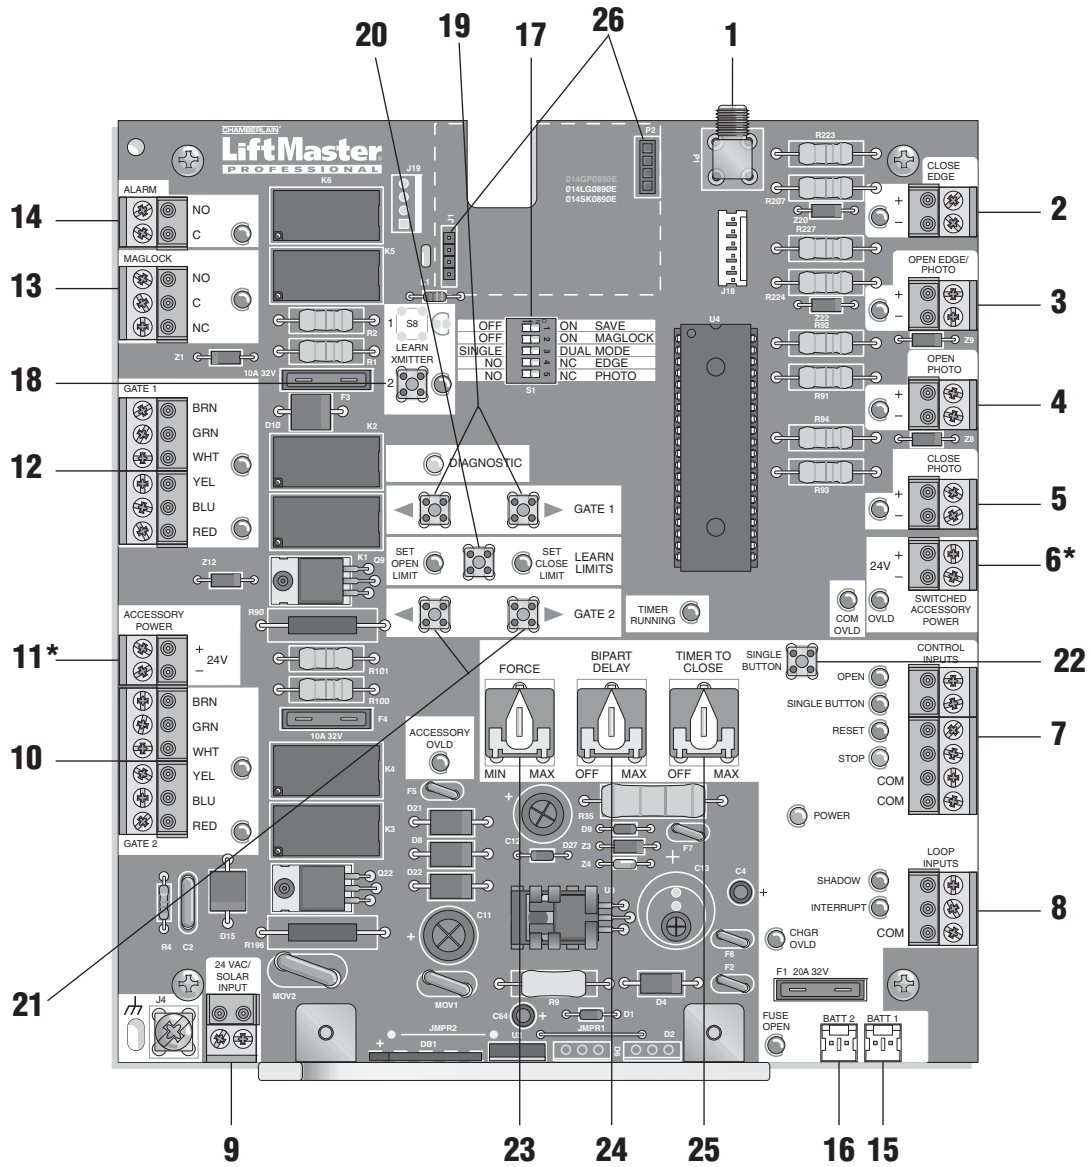 20
19
17
26
1
CHAMBERLAIN®
LiftMaster®
PROFESSIONAL
P2
P1
R223
CLOSE
EDGE
014GP0890E
014LG0890E
014SK0890E
J19
K6
ALARM
14
NO
C
J1
R207
Z20
+
−
2
MAGLOCK
K5
R227
OPEN EDGE/
PHOTO
13
NO
C
NC
J18
R224
Z22
+
−
3
R2
1
S8
OFF 1 ON SAVE
OFF 2 ON MAGLOCK
SINGLE 3 DUAL MODE
NO 4 NC EDGE
NO 5 NC PHOTO
S1
U4
R92
Z9
Z1
R1
LEARN
XMITTER
OPEN
PHOTO
18
10A 32V
2
R91
+
−
4
GATE 1
F3
D10
BRN
GRN
WHT
YEL
BLU
RED
12
K2
R94
Z8
CLOSE
PHOTO
DIAGNOSTIC
R93
+
−
5
GATE 1
Z12
K1
Q9
SET
OPEN
LIMIT
SET
CLOSE
LIMIT
LEARN
LIMITS
24V
+
−
6*
COM
OVLD
OVLD
SWITCHED
ACCESSORY
POWER
ACCESSORY
POWER
R90
GATE 2
TIMER
RUNNING
11*
+
24V
−
R101
FORCE
BIPART
DELAY
TIMER TO
CLOSE
SINGLE
BUTTON
22
CONTROL
INPUTS
OPEN
BRN
GRN
WHT
YEL
BLU
RED
10
GATE 2
R100
F4
10A 32V
ACCESSORY
OVLD
MIN MAX
OFF MAX
OFF MAX
SINGLE BUTTON
RESET
STOP
COM
COM
7
K4
F5
POWER
D21
C12
R35
D9
F7
K3
D8
D27
Z3
Z4
C13
LOOP
INPUTS
Q22
D22
U3
C4
SHADOW
INTERRUPT
COM
8
R4
C2
D15
R196
C11
F6
CHGR
OVLD
21
24 VAC/
SOLAR
INPUT
MOV2
MOV1
R9
F2
D4
F1 20A 32V
J4
C64
D1
FUSE
OPEN
BATT 2
BATT 1
JMPR2
DB1
U2
JMPR1
D6
D2
9
23
24
25
16
15